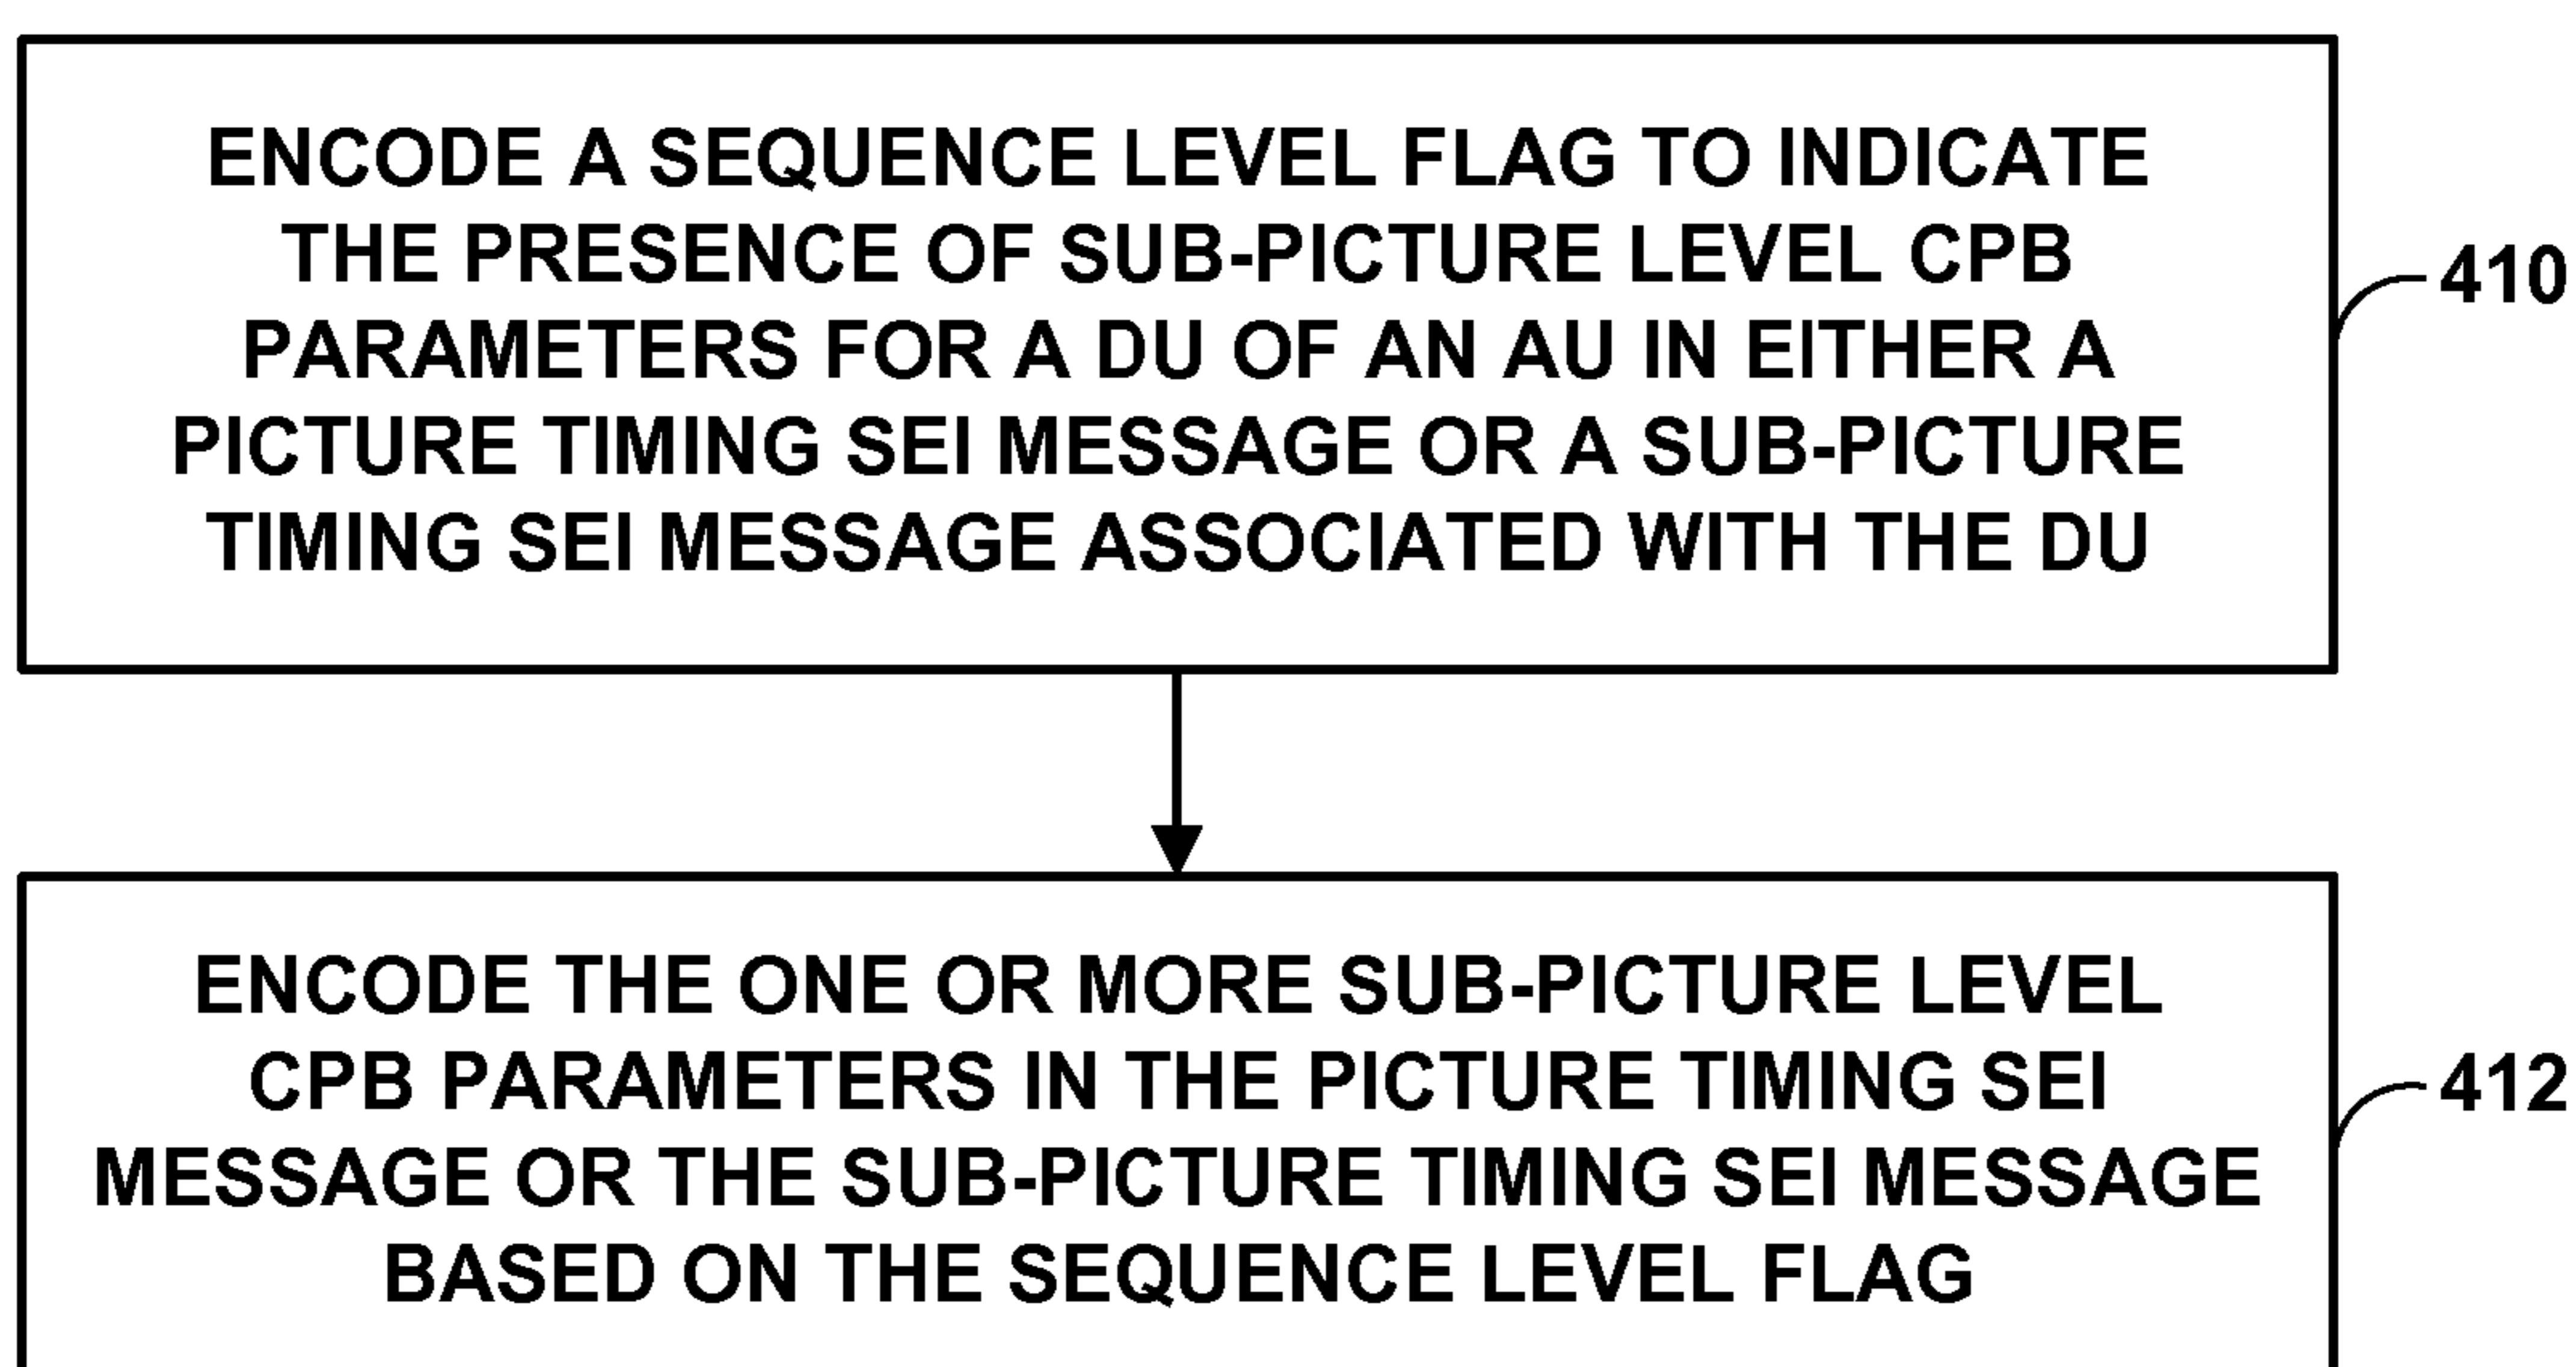 ENCODE A SEQUENCE LEVEL FLAG TO INDICATE
THE PRESENCE OF SUB-PICTURE LEVEL CPB
PARAMETERS FOR A DU OF AN AU IN EITHER A
PICTURE TIMING SEI MESSAGE OR A SUB-PICTURE
TIMING SEI MESSAGE ASSOCIATED WITH THE DU
410
ENCODE THE ONE OR MORE SUB-PICTURE LEVEL
CPB PARAMETERS IN THE PICTURE TIMING SEI
MESSAGE OR THE SUB-PICTURE TIMING SEI MESSAGE
BASED ON THE SEQUENCE LEVEL FLAG
412